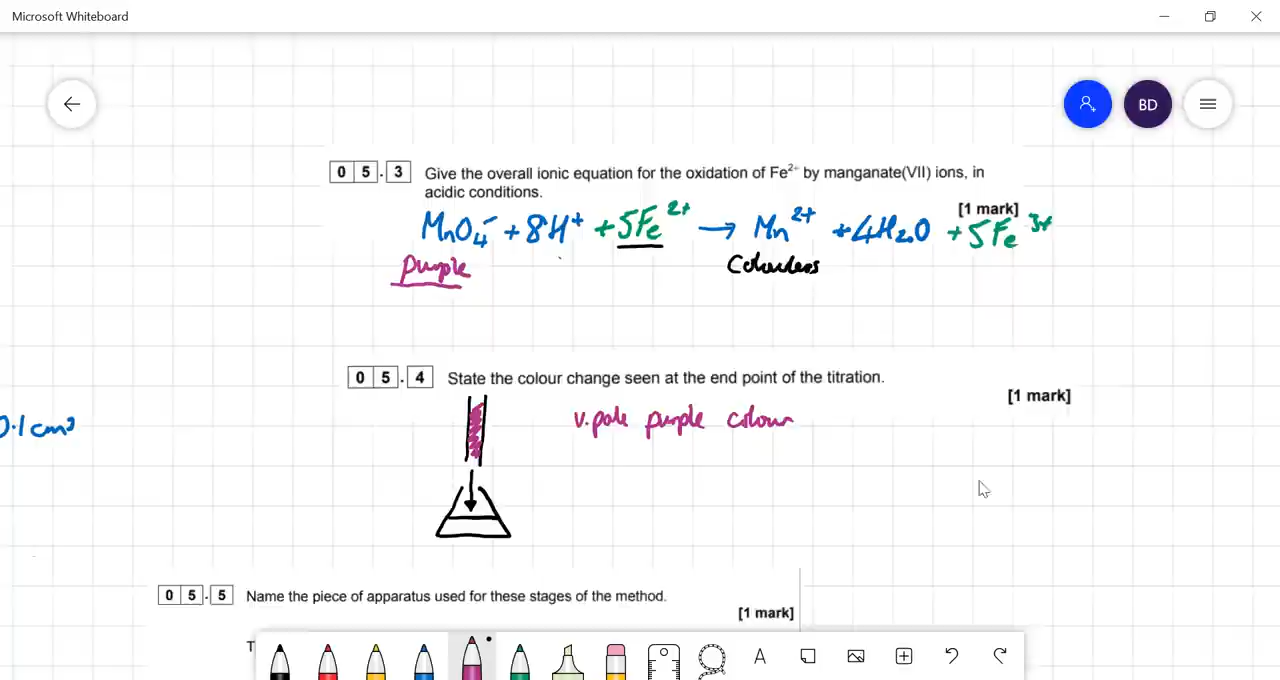 Microsoft Whiteboard
BD
0 5 . 3 Give the overall ionic equation for the oxidation of Fe²⁺ by manganate(VII) ions, in
acidic conditions.
[1 mark]
MnO₄⁻ + 8H⁺ + 5Fe²⁺ → Mn²⁺ + 4H₂O + 5Fe³⁺
purple Colourless
0 5 . 4 State the colour change seen at the end point of the titration.
[1 mark]
0.1cm³ v.pale purple colour
0 5 . 5 Name the piece of apparatus used for these stages of the method.
[1 mark]
T
A